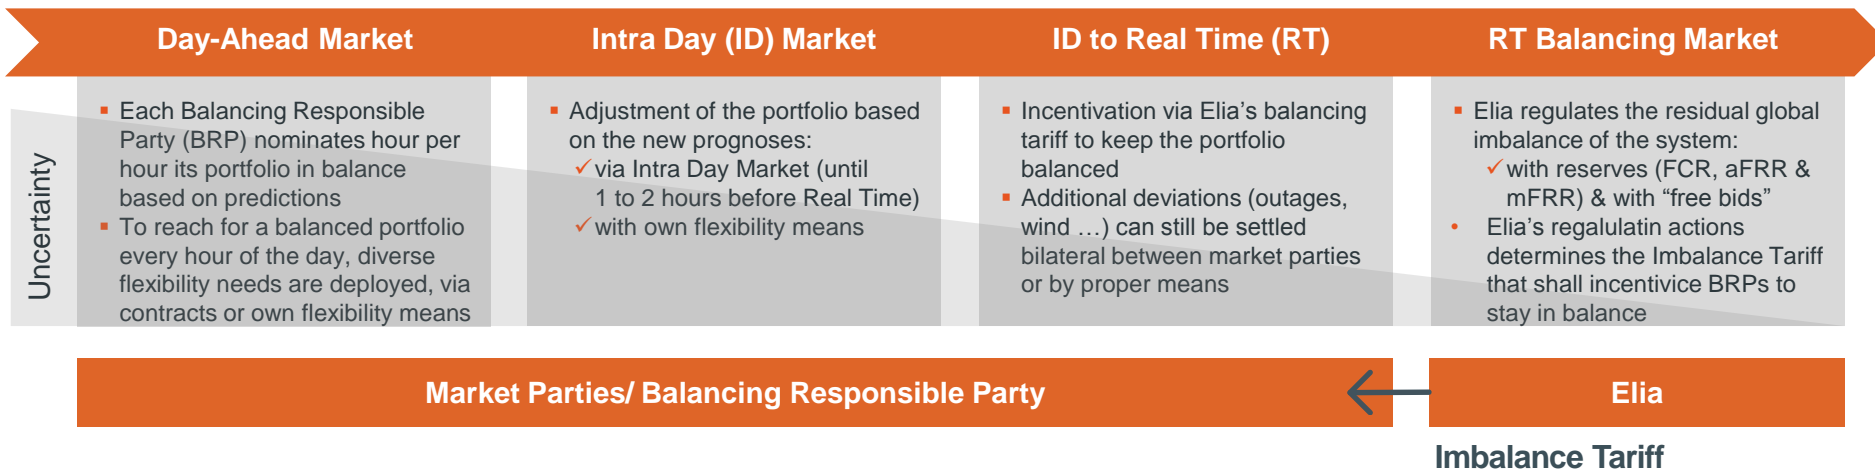 Day-Ahead Market
Intra Day (ID) Market
ID to Real Time (RT)
RT Balancing Market
Uncertainty
▪ Each Balancing Responsible
Party (BRP) nominates hour per
hour its portfolio in balance
based on predictions
▪ To reach for a balanced portfolio
every hour of the day, diverse
flexibility needs are deployed, via
contracts or own flexibility means
▪ Adjustment of the portfolio based
on the new prognoses:
✓ via Intra Day Market (until
1 to 2 hours before Real Time)
✓ with own flexibility means
▪ Incentivation via Elia's balancing
tariff to keep the portfolio
balanced
▪ Additional deviations (outages,
wind …) can still be settled
bilateral between market parties
or by proper means
▪ Elia regulates the residual global
imbalance of the system:
✓ with reserves (FCR, aFRR &
mFRR) & with “free bids”
• Elia's regalulatin actions
determines the Imbalance Tariff
that shall incentivice BRPs to
stay in balance
Market Parties/ Balancing Responsible Party
Elia
Imbalance Tariff